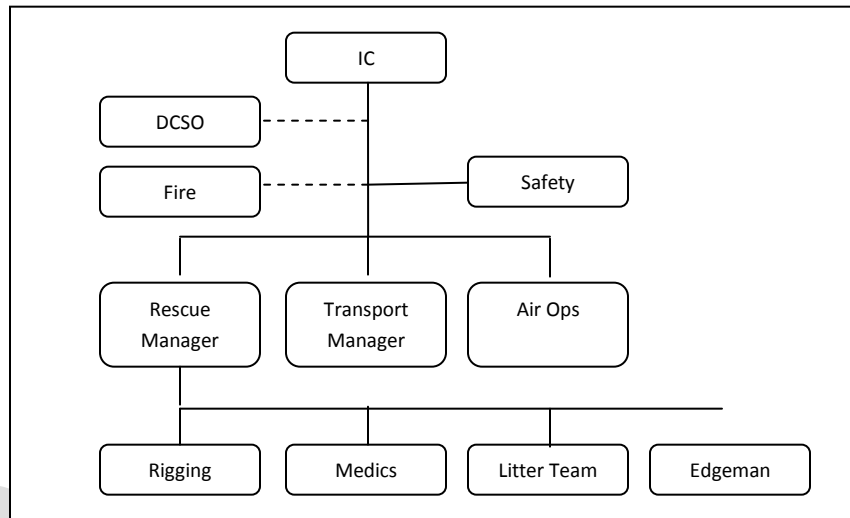 IC
DCSO
Fire
Safety
Rescue
Manager
Transport
Manager
Air Ops
Rigging
Medics
Litter Team
Edgeman